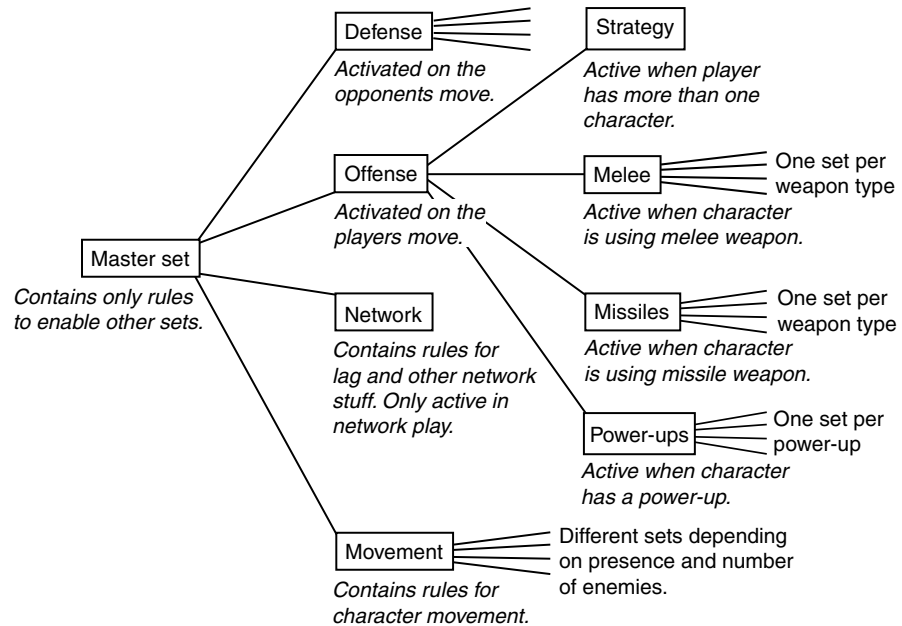 Defense
Activated on the
opponents move.
Strategy
Active when player
has more than one
character.
Offense
Activated on the
players move.
Melee
Active when character
is using melee weapon.
One set per
weapon type
Master set
Contains only rules
to enable other sets.
Network
Contains rules for
lag and other network
stuff. Only active in
network play.
Missiles
Active when character
is using missile weapon.
One set per
weapon type
Power-ups
Active when character
has a power-up.
One set per
power-up
Movement
Contains rules for
character movement.
Different sets depending
on presence and number
of enemies.